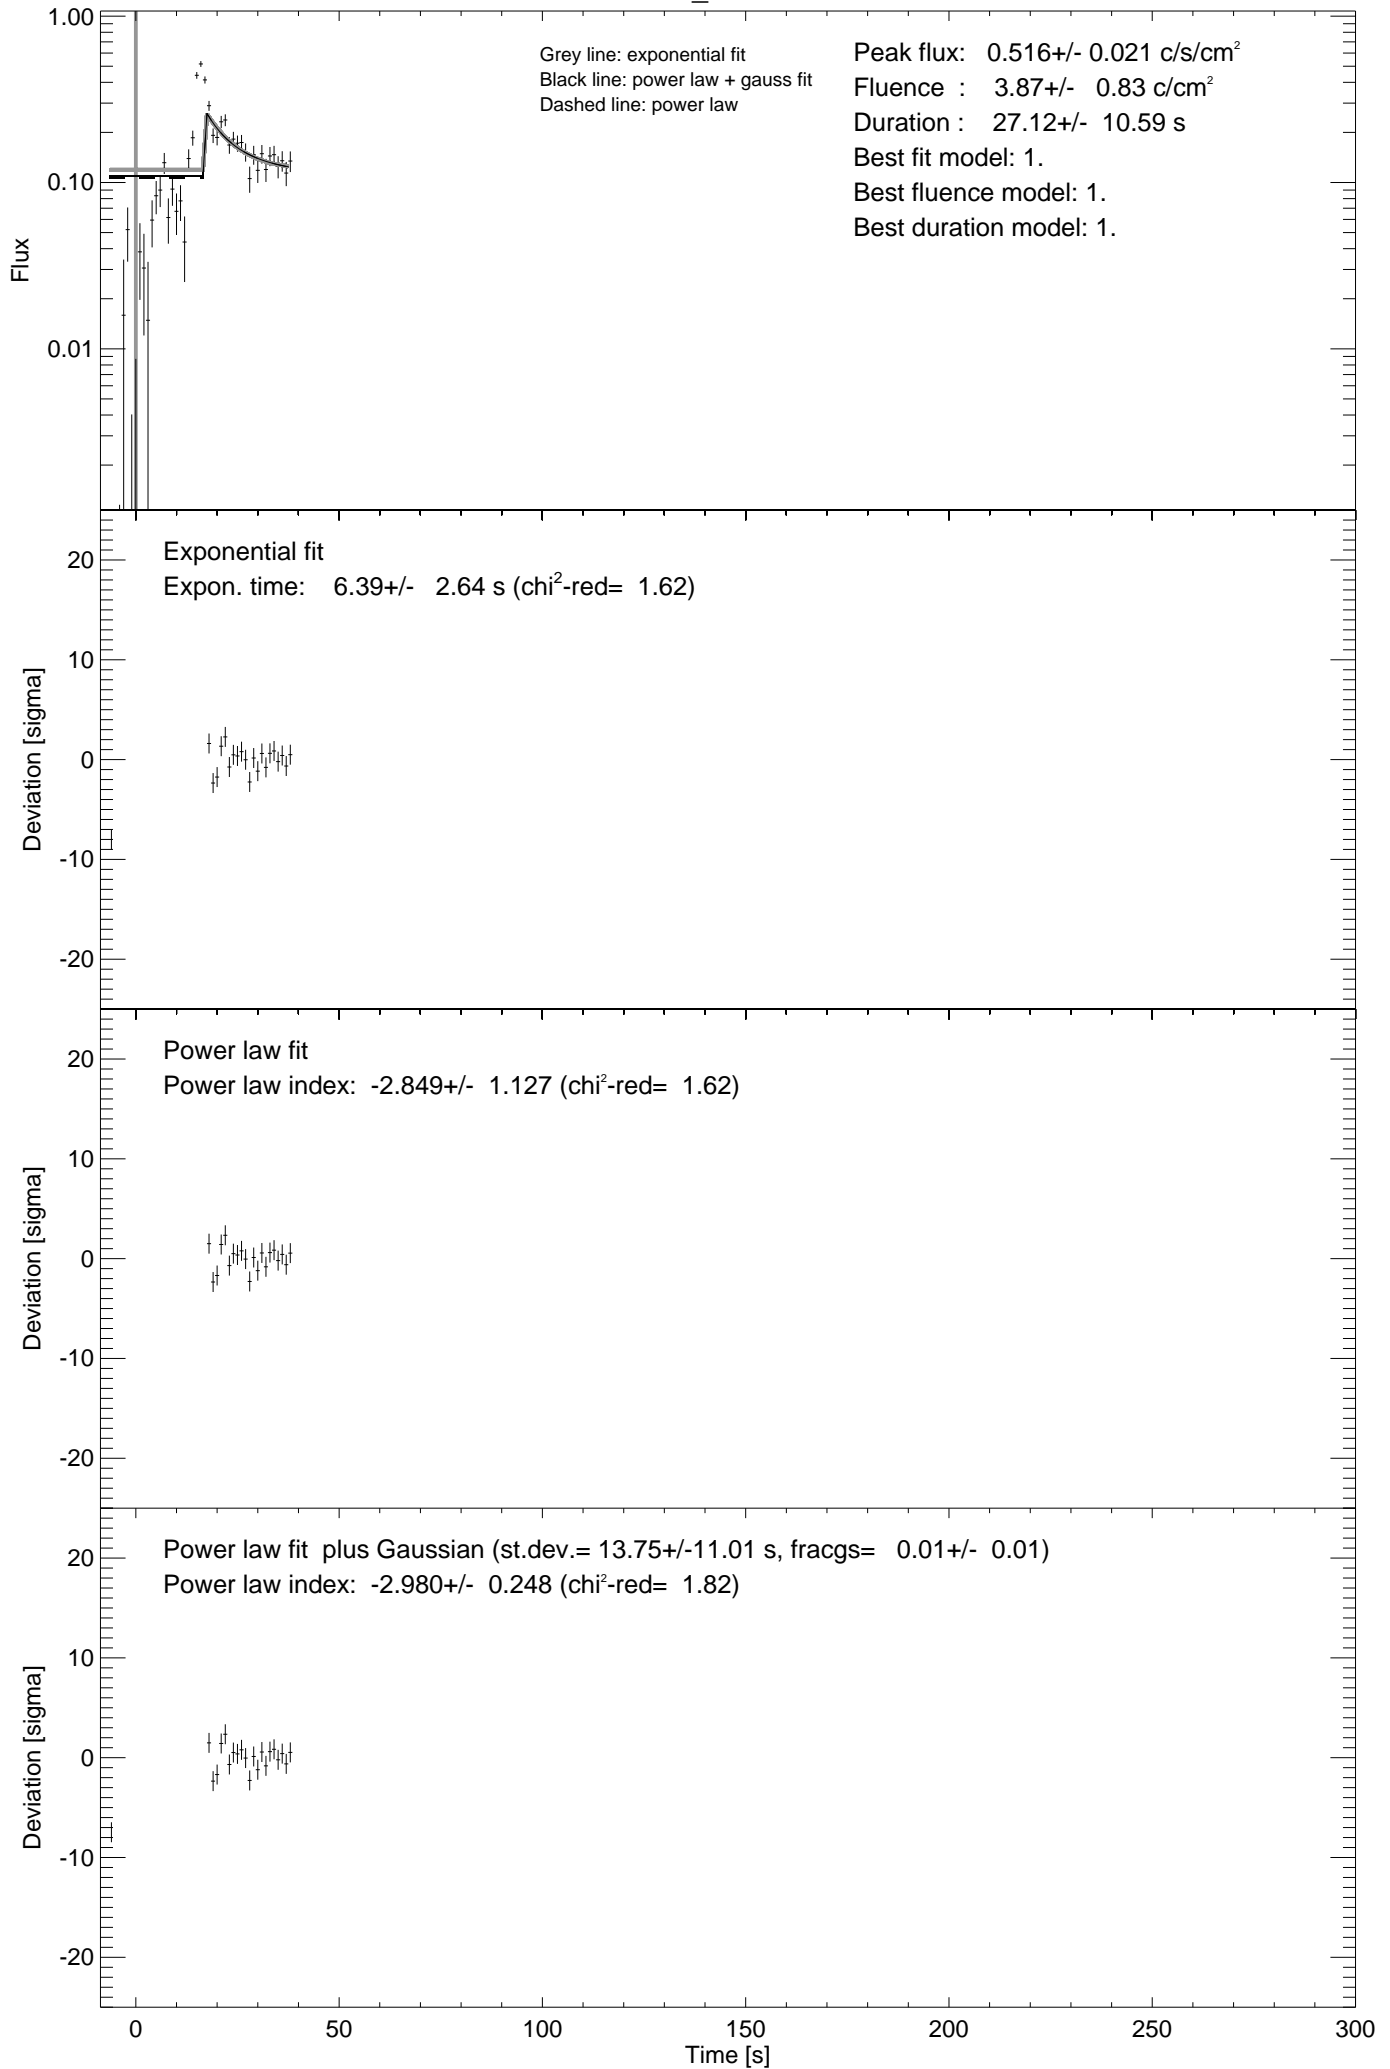 1.00
Grey line: exponential fit
Black line: power law + gauss fit
Dashed line: power law
Peak flux: 0.516+/- 0.021 c/s/cm²
Fluence : 3.87+/- 0.83 c/cm²
Duration : 27.12+/- 10.59 s
Best fit model: 1.
Best fluence model: 1.
Best duration model: 1.
0.10
Flux
0.01
Exponential fit
Expon. time: 6.39+/- 2.64 s (chi²-red= 1.62)
20
10
0
-10
-20
Deviation [sigma]
Power law fit
Power law index: -2.849+/- 1.127 (chi²-red= 1.62)
20
10
0
-10
-20
Deviation [sigma]
Power law fit plus Gaussian (st.dev.= 13.75+/-11.01 s, fracgs= 0.01+/- 0.01)
Power law index: -2.980+/- 0.248 (chi²-red= 1.82)
20
10
0
-10
-20
Deviation [sigma]
0 50 100 150 200 250 300
Time [s]